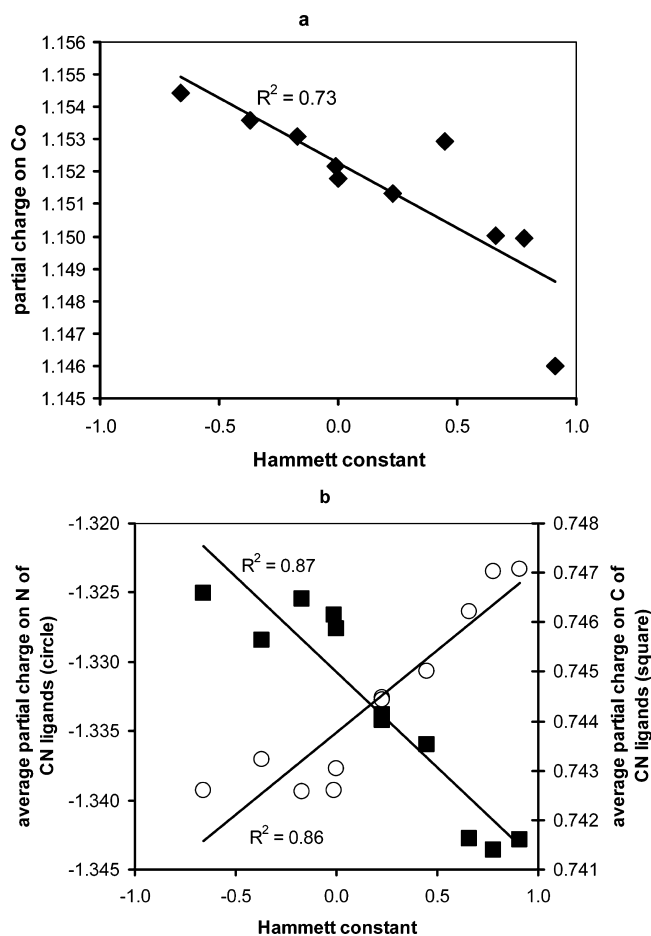 a
1.156
1.155
1.154
1.153
1.152
1.151
1.150
1.149
1.148
1.147
1.146
1.145
partial charge on Co
R² = 0.73
-1.0 -0.5 0.0 0.5 1.0
Hammett constant
b
-1.320
-1.325
-1.330
-1.335
-1.340
-1.345
average partial charge on N of
CN ligands (circle)
R² = 0.87
R² = 0.86
0.748
0.747
0.746
0.745
0.744
0.743
0.742
0.741
average partial charge on C of
CN ligands (square)
-1.0 -0.5 0.0 0.5 1.0
Hammett constant